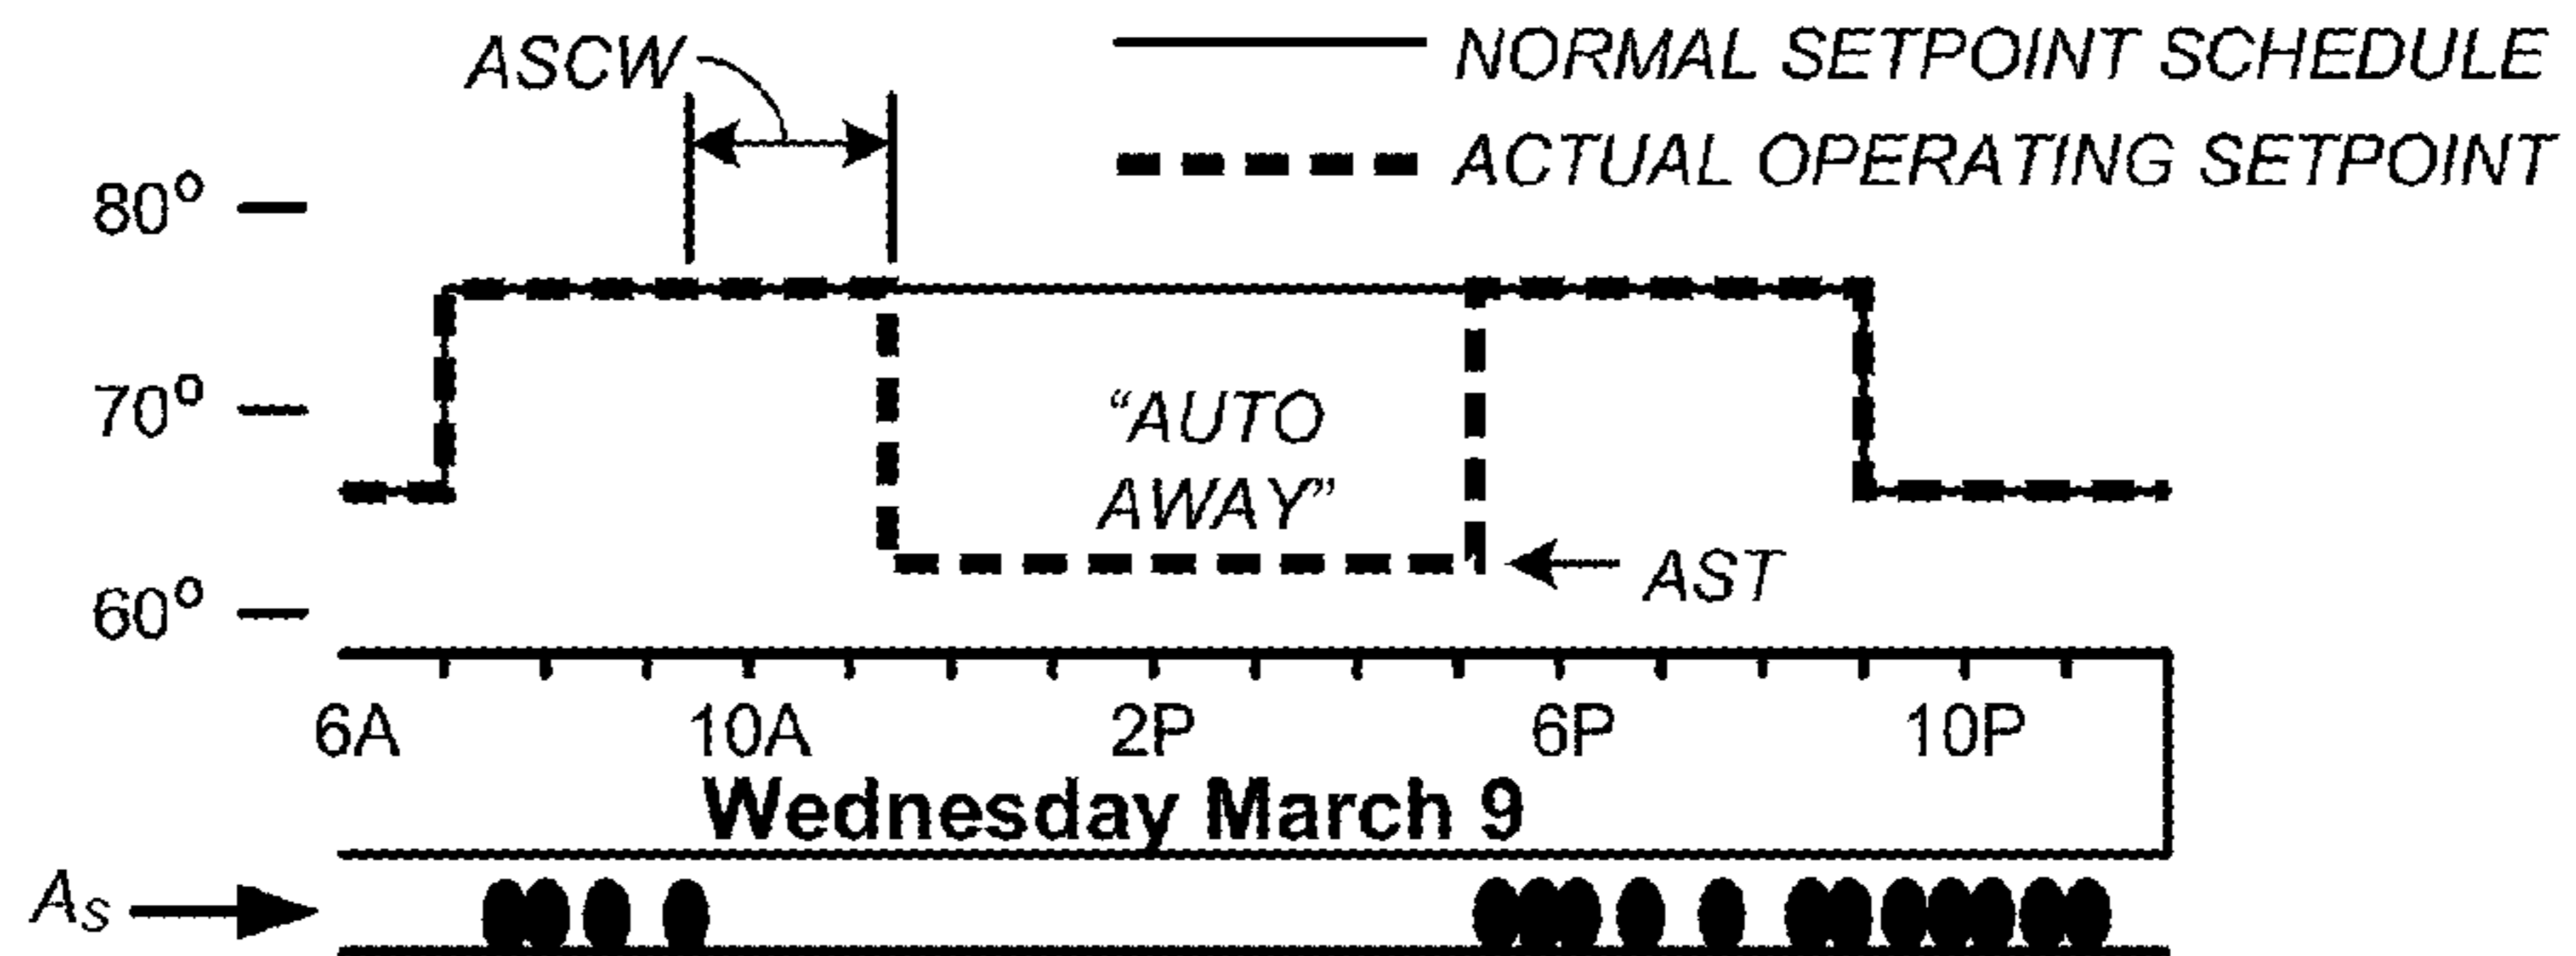 ASCW
NORMAL SETPOINT SCHEDULE
ACTUAL OPERATING SETPOINT
80°
70°
60°
“AUTO
AWAY”
AST
6A 10A 2P 6P 10P
Wednesday March 9
AS